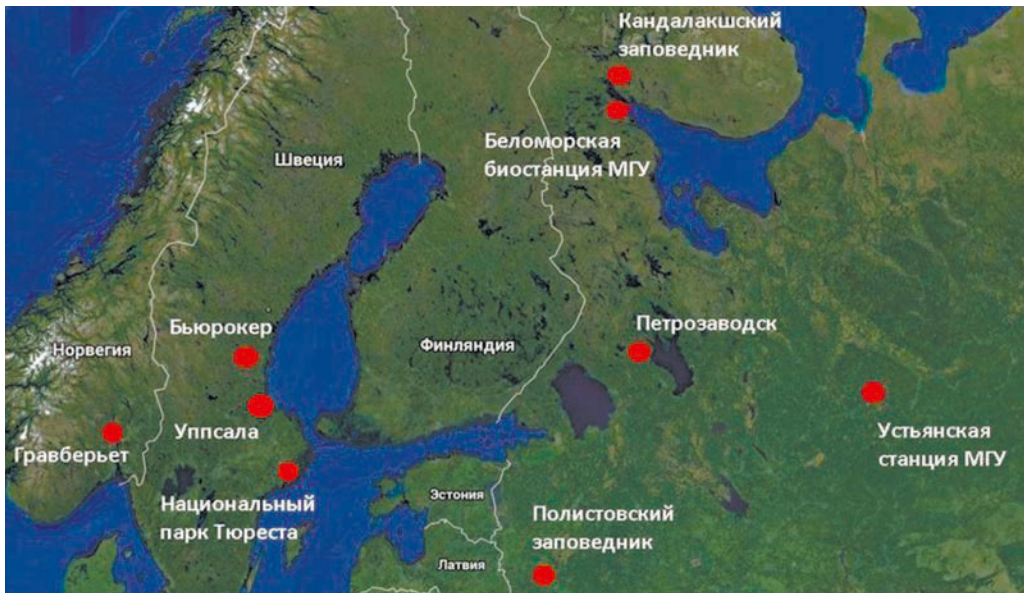 Кандалакшский
заповедник
Беломорская
биостанция МГУ
Швеция
Бьюрокер
Норвегия
Финляндия
Петрозаводск
Уппсала
Гравберьет
Устьянская
станция МГУ
Национальный
парк Тюреста
Эстония
Полистовский
заповедник
Латвия